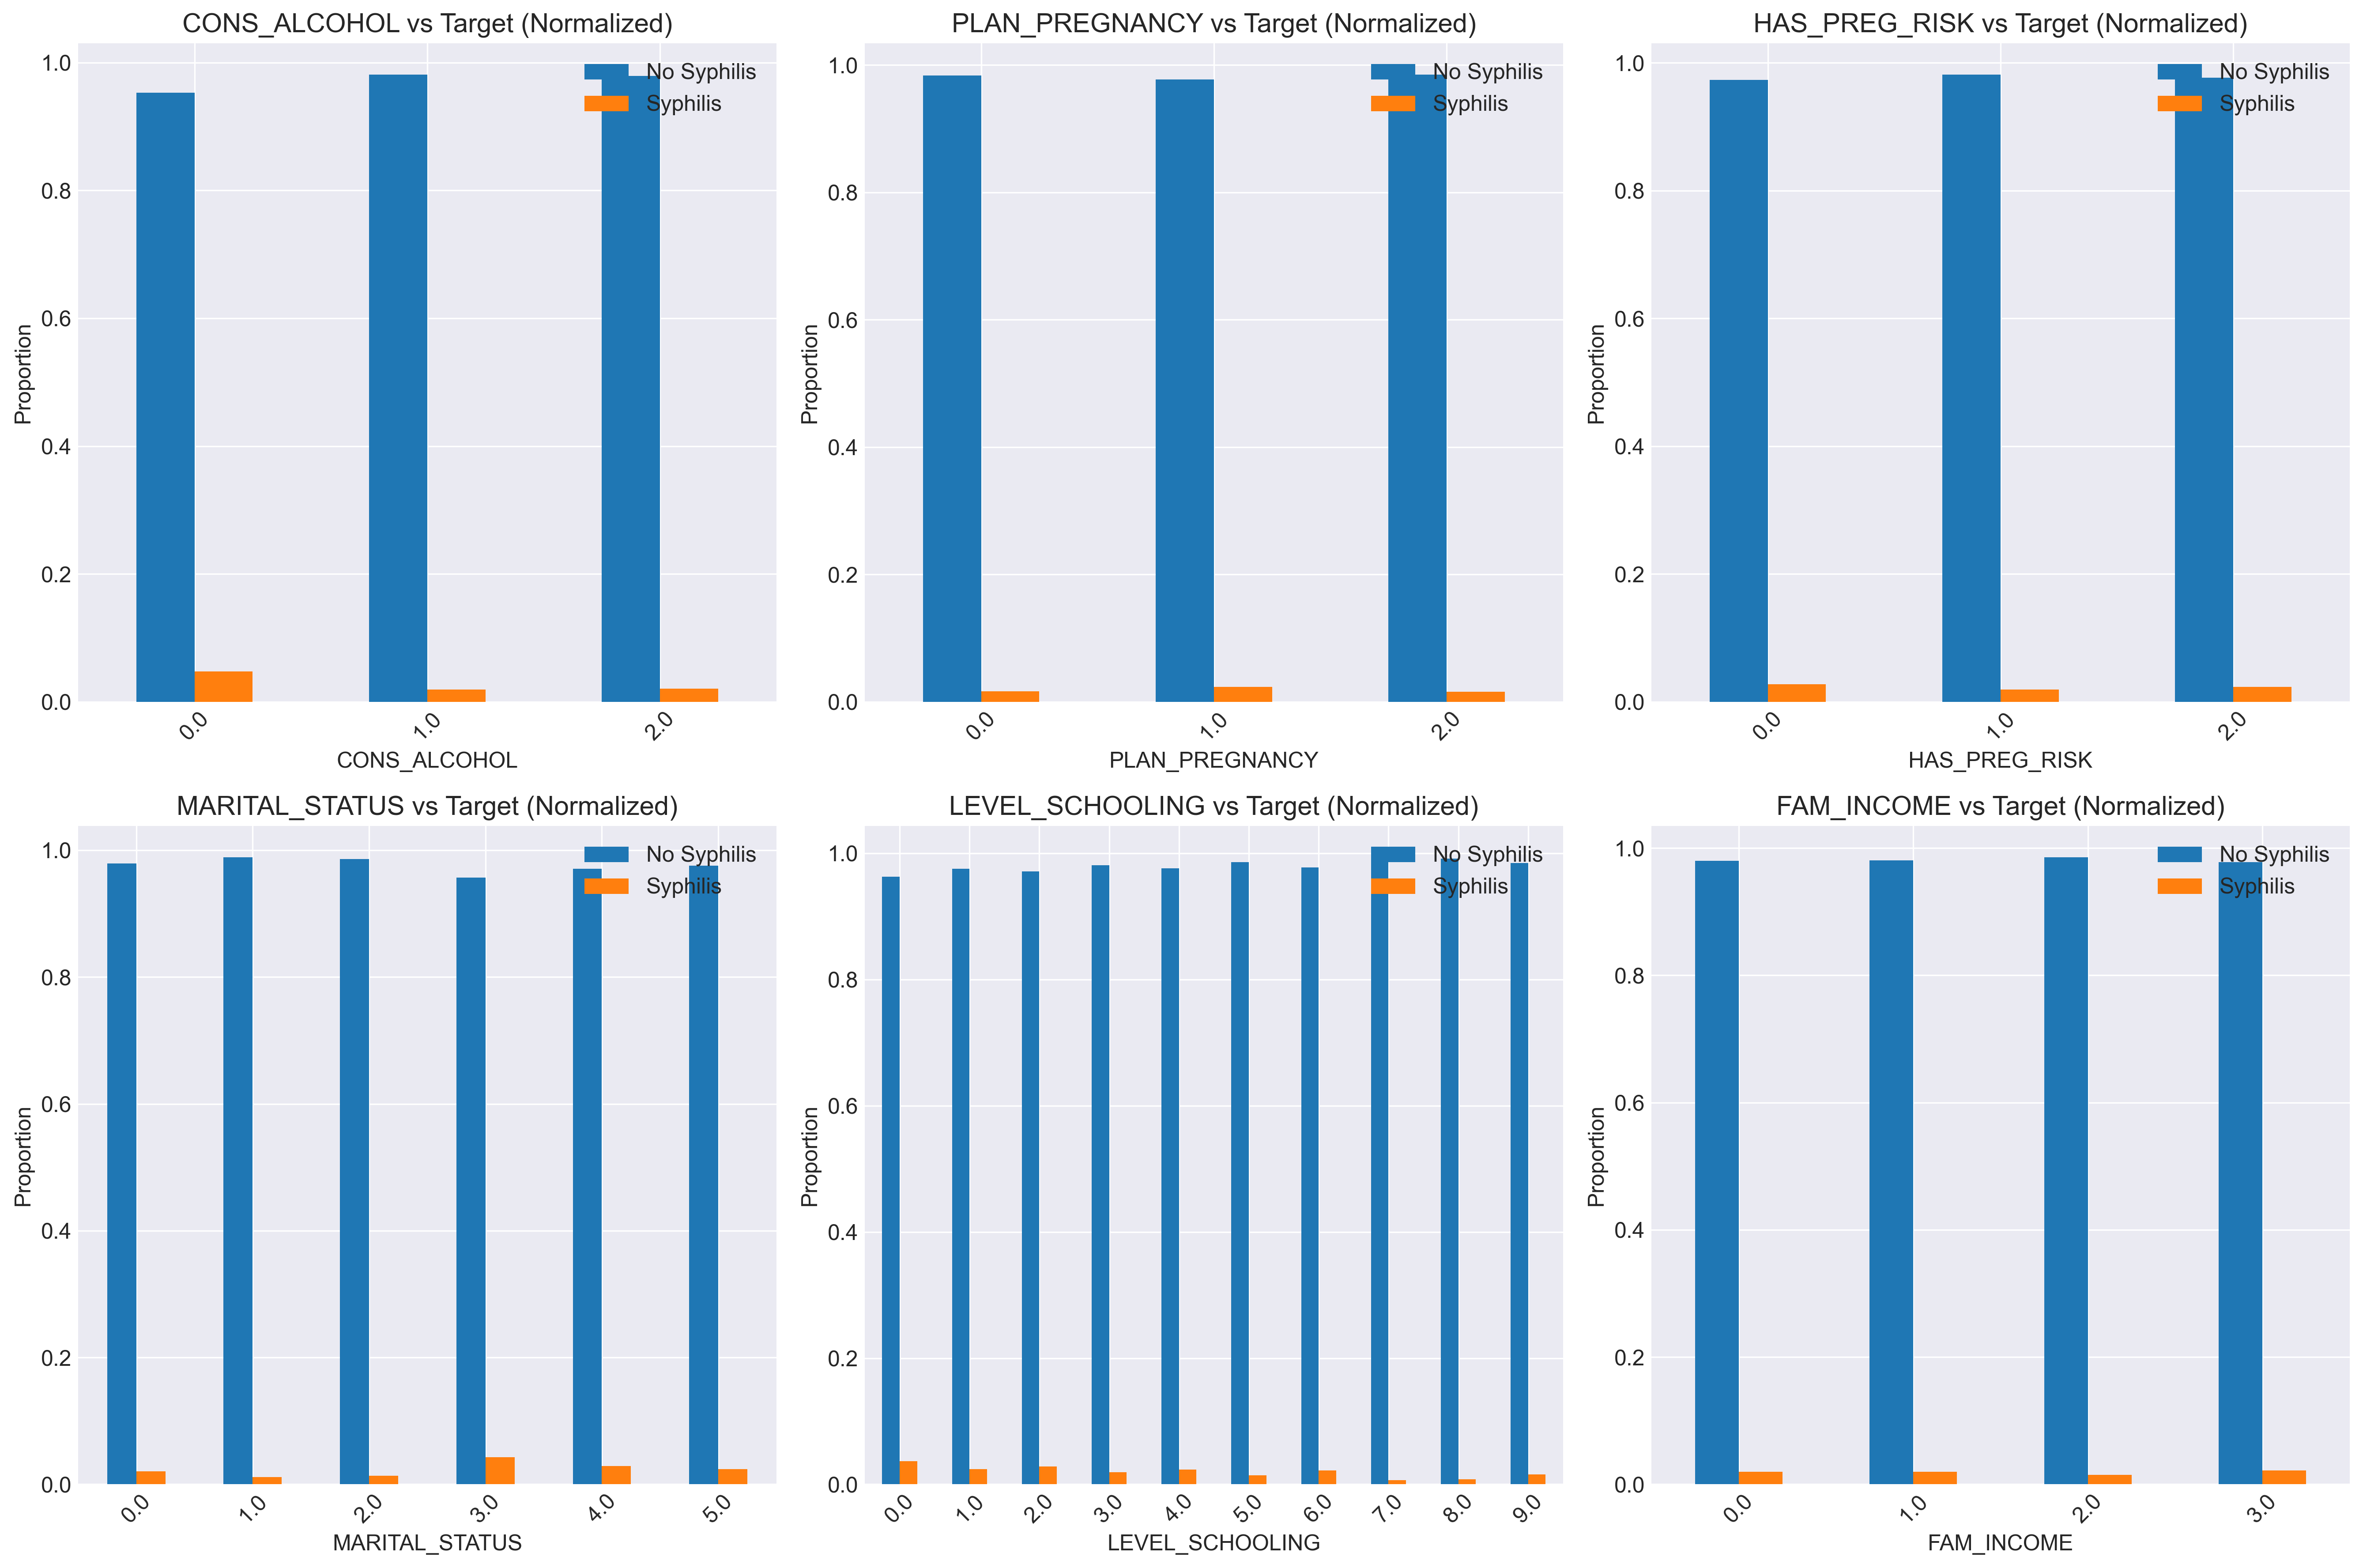 CONS_ALCOHOL vs Target (Normalized)
No Syphilis
Syphilis
1.0
0.8
0.6
0.4
0.2
0.0
Proportion
0.0 1.0 2.0
CONS_ALCOHOL
PLAN_PREGNANCY vs Target (Normalized)
No Syphilis
Syphilis
1.0
0.8
0.6
0.4
0.2
0.0
Proportion
0.0 1.0 2.0
PLAN_PREGNANCY
HAS_PREG_RISK vs Target (Normalized)
No Syphilis
Syphilis
1.0
0.8
0.6
0.4
0.2
0.0
Proportion
0.0 1.0 2.0
HAS_PREG_RISK
MARITAL_STATUS vs Target (Normalized)
No Syphilis
Syphilis
1.0
0.8
0.6
0.4
0.2
0.0
Proportion
0.0 1.0 2.0 3.0 4.0 5.0
MARITAL_STATUS
LEVEL_SCHOOLING vs Target (Normalized)
No Syphilis
Syphilis
1.0
0.8
0.6
0.4
0.2
0.0
Proportion
0.0 1.0 2.0 3.0 4.0 5.0 6.0 7.0 8.0 9.0
LEVEL_SCHOOLING
FAM_INCOME vs Target (Normalized)
No Syphilis
Syphilis
1.0
0.8
0.6
0.4
0.2
0.0
Proportion
0.0 1.0 2.0 3.0
FAM_INCOME